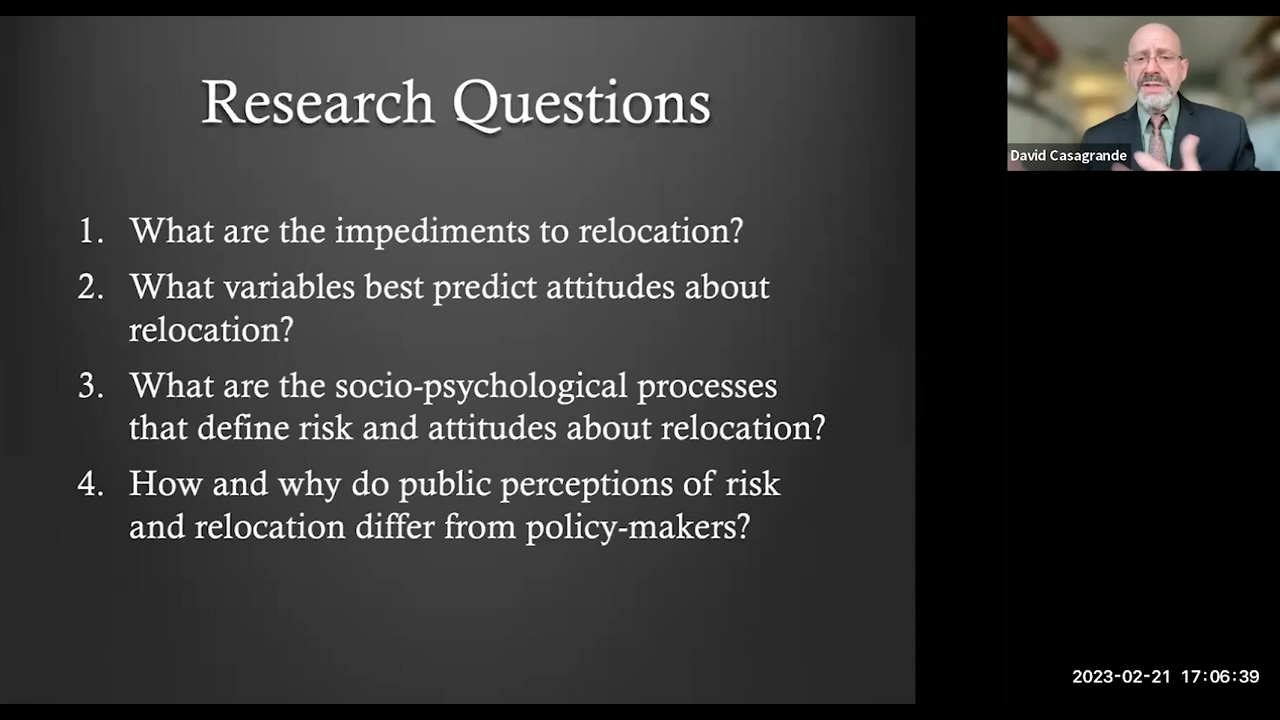 Research Questions
1. What are the impediments to relocation?
2. What variables best predict attitudes about
relocation?
3. What are the socio-psychological processes
that define risk and attitudes about relocation?
4. How and why do public perceptions of risk
and relocation differ from policy-makers?
David Casagrande
2023-02-21 17:06:39